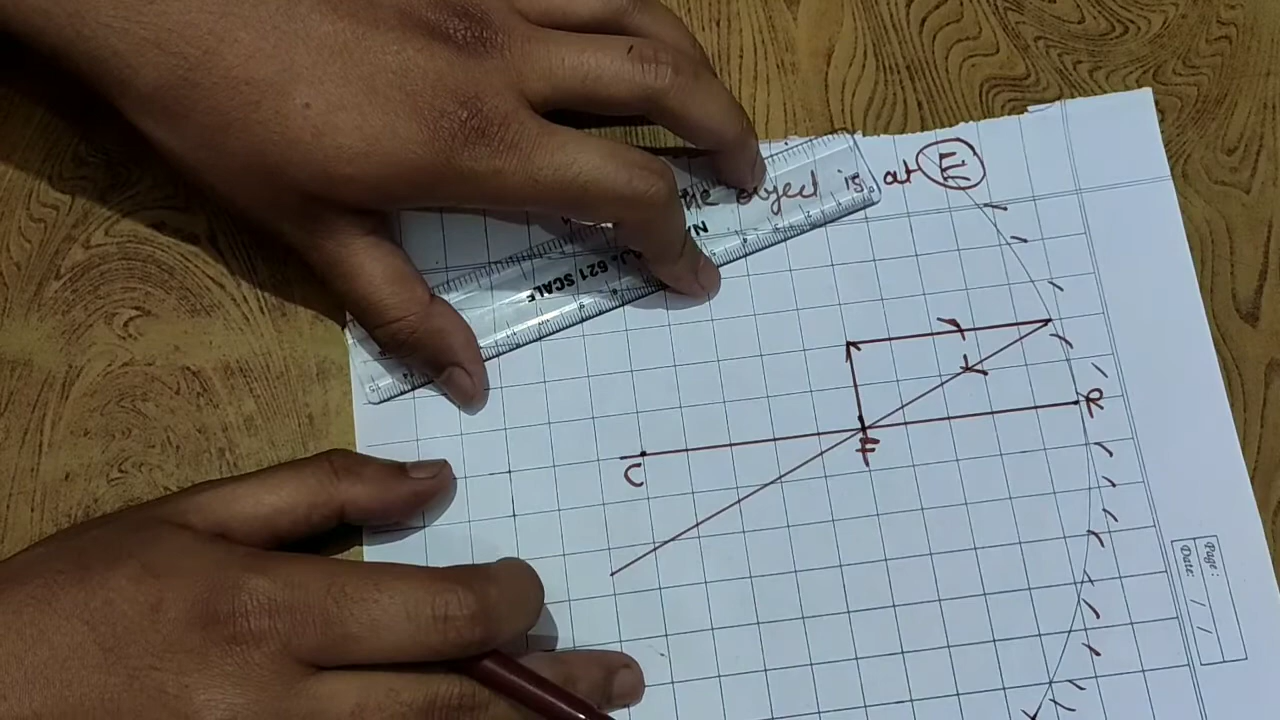 the object is at F.
C
F
P
621 SCALE
Page:
Date: / /